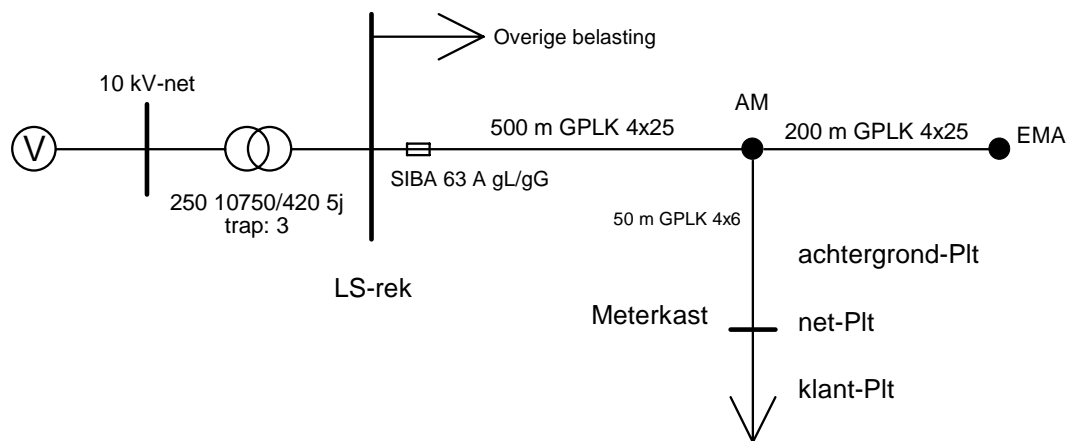 Overige belasting
10 kV-net
AM
V
500 m GPLK 4x25
200 m GPLK 4x25
EMA
SIBA 63 A gL/gG
250 10750/420 5j
trap: 3
50 m GPLK 4x6
achtergrond-Plt
LS-rek
Meterkast
net-Plt
klant-Plt